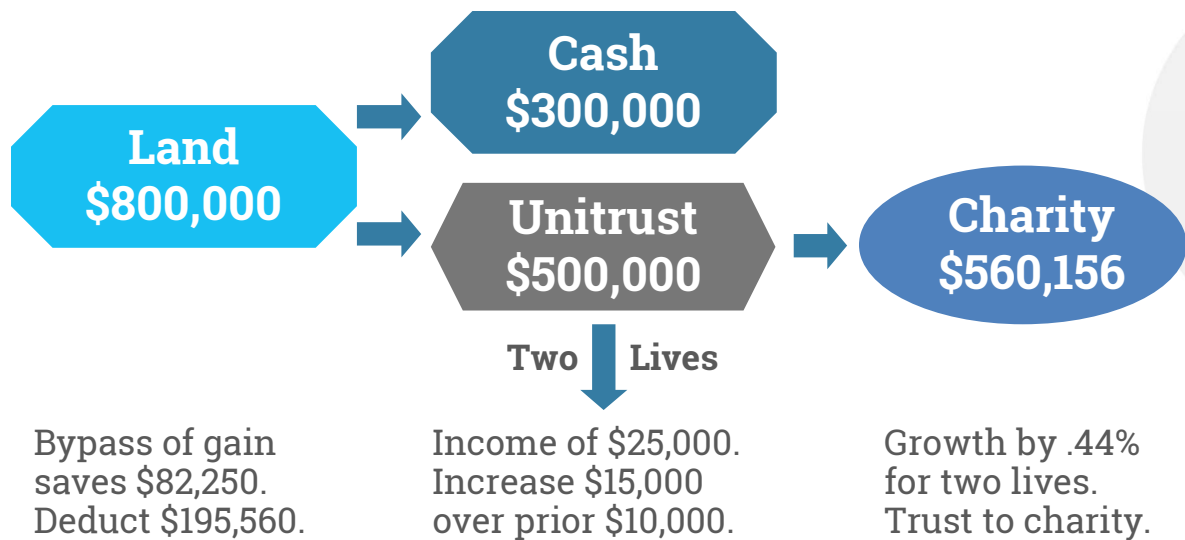 Land
$800,000
Cash
$300,000
Unitrust
$500,000
Charity
$560,156
Two Lives
Bypass of gain
saves $82,250.
Deduct $195,560.
Income of $25,000.
Increase $15,000
over prior $10,000.
Growth by .44%
for two lives.
Trust to charity.